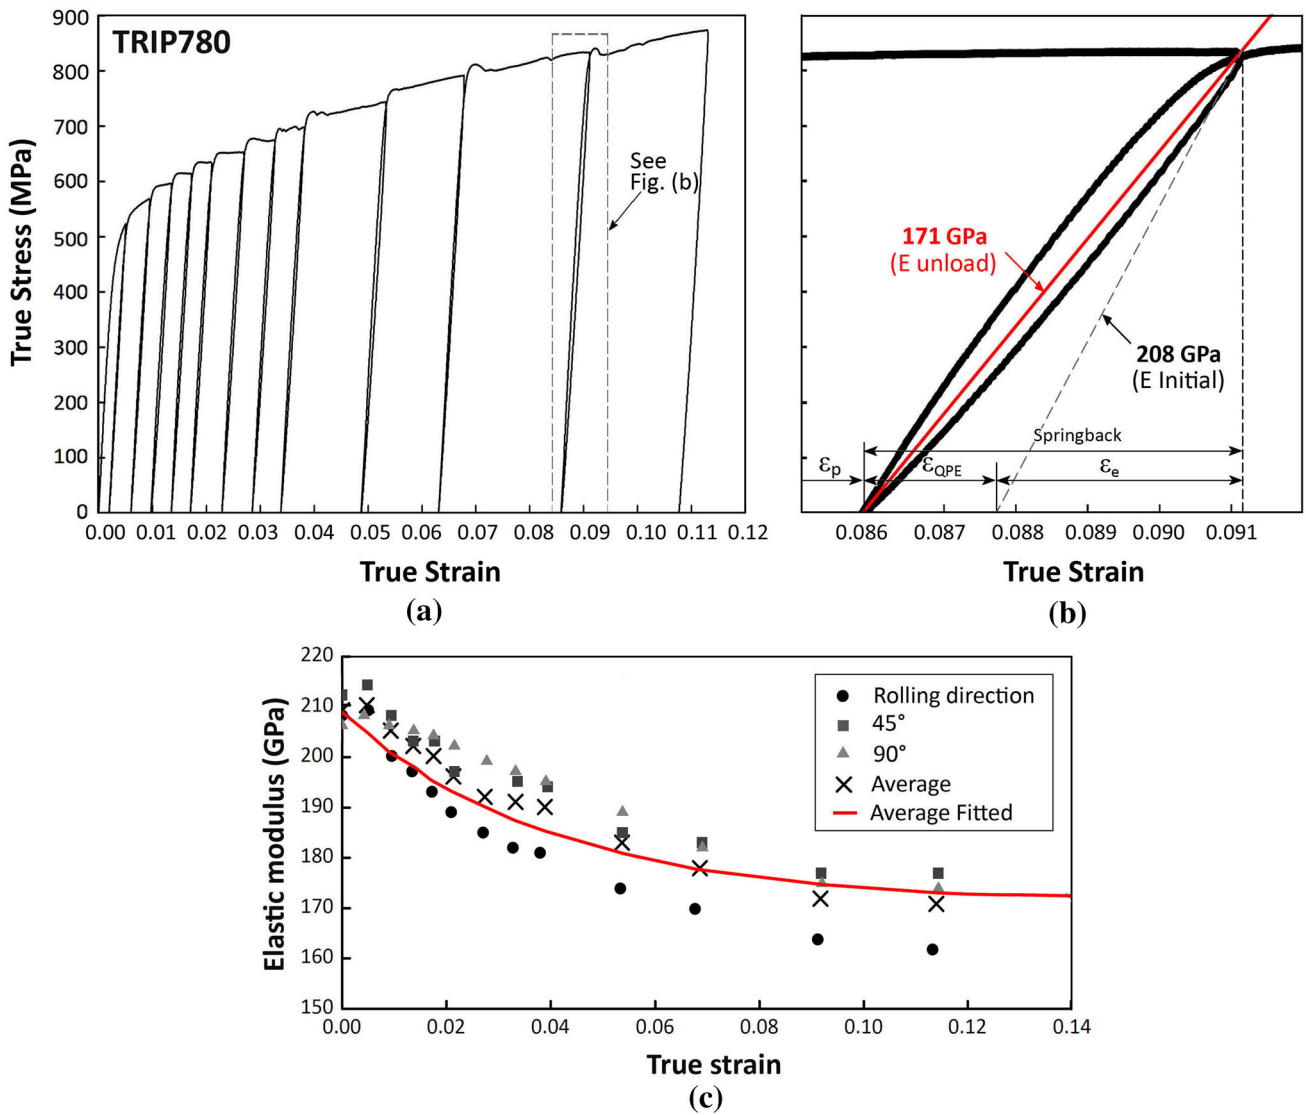 TRIP780
900
800
700
600
500
400
300
200
100
0
True Stress (MPa)
See
Fig. (b)
0.00 0.01 0.02 0.03 0.04 0.05 0.06 0.07 0.08 0.09 0.10 0.11 0.12
True Strain
(a)
171 GPa
(E unload)
208 GPa
(E Initial)
Springback
εp εQPE εe
0.086 0.087 0.088 0.089 0.090 0.091
True Strain
(b)
220
210
200
190
180
170
160
150
Elastic modulus (GPa)
Rolling direction
45°
90°
Average
Average Fitted
0.00 0.02 0.04 0.06 0.08 0.10 0.12 0.14
True strain
(c)